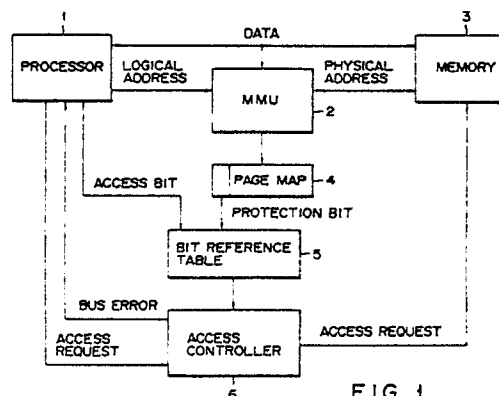 1
3
DATA
PROCESSOR
LOGICAL
ADDRESS
PHYSICAL
ADDRESS
MEMORY
MMU
2
PAGE MAP
4
ACCESS BIT
PROTECTION BIT
BIT REFERENCE
TABLE
5
BUS ERROR
ACCESS
REQUEST
ACCESS
CONTROLLER
ACCESS REQUEST
6
FIG. 1